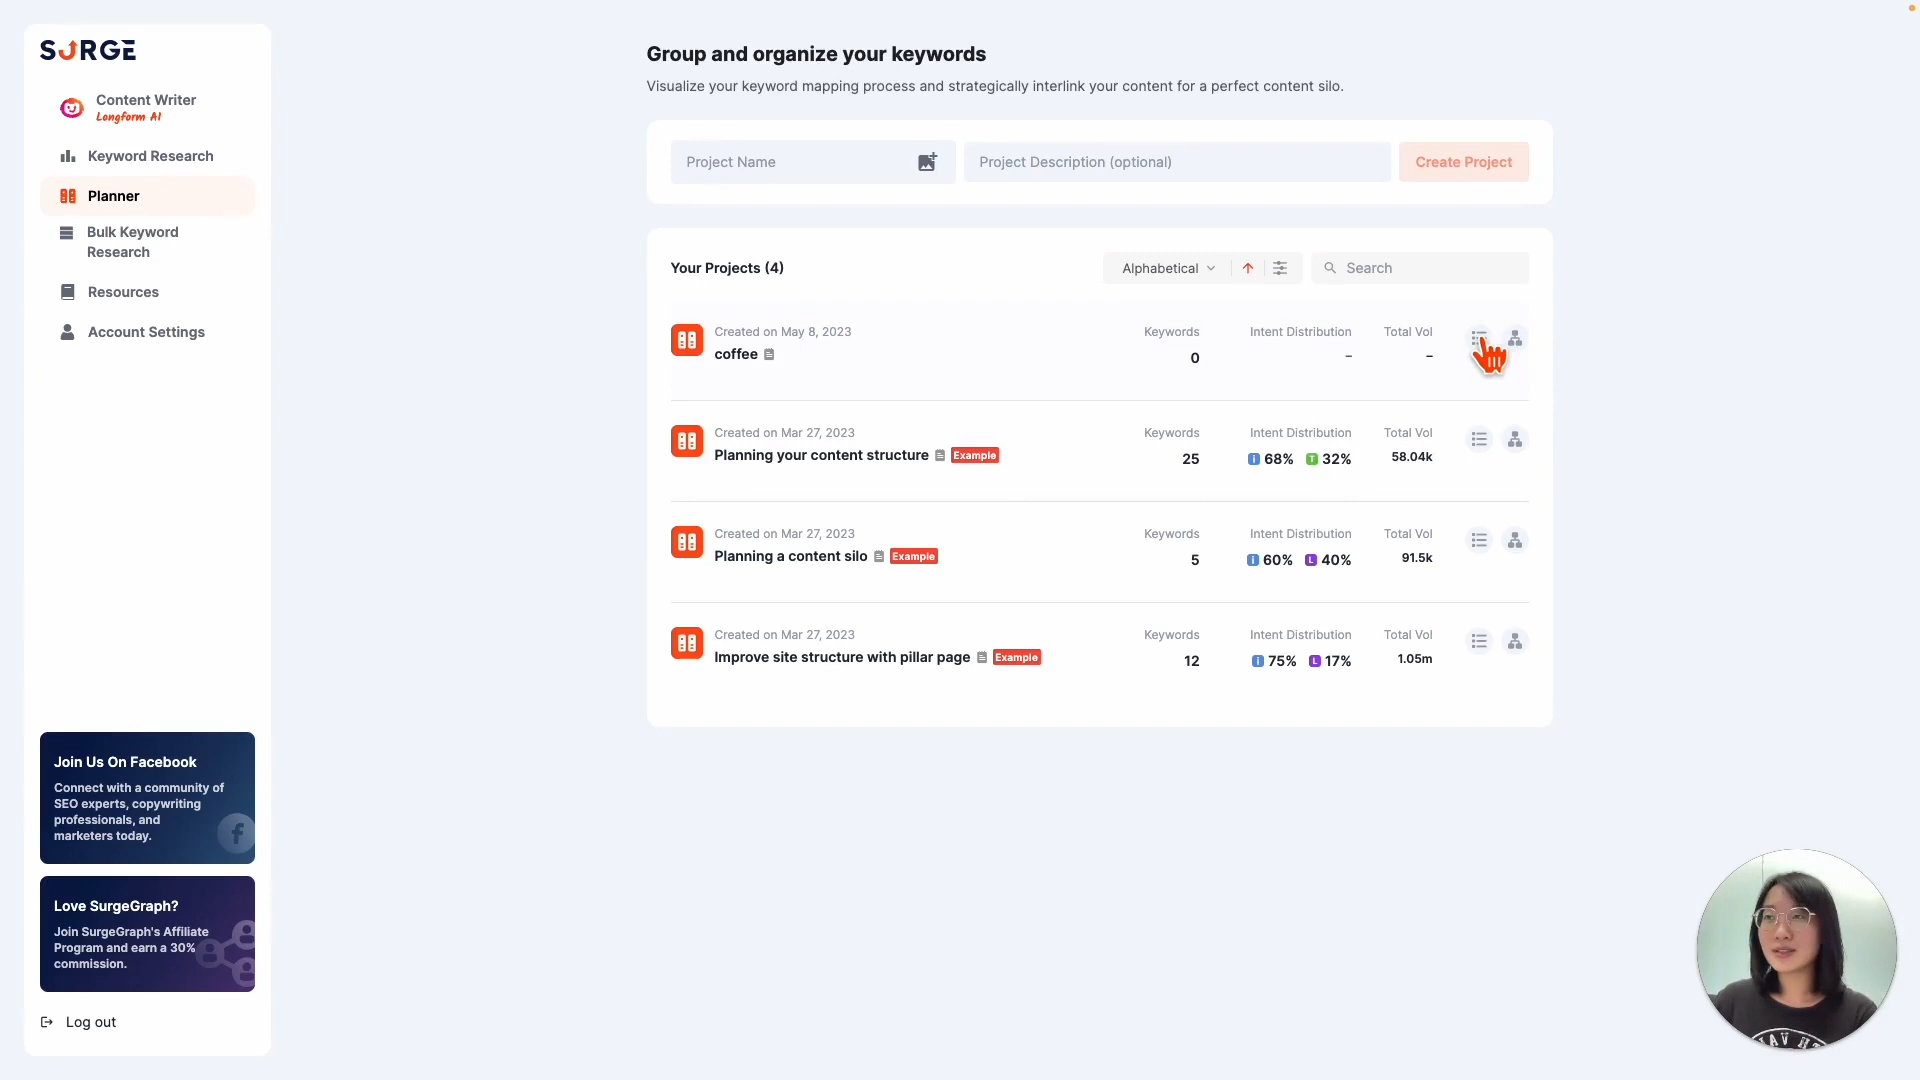 SURGE
Content Writer
Longform AI
Keyword Research
Planner
Bulk Keyword
Research
Resources
Account Settings
Join Us On Facebook
Connect with a community of
SEO experts, copywriting
professionals, and
marketers today.
Love SurgeGraph?
Join SurgeGraph's Affiliate
Program and earn a 30%
commission.
Log out
Group and organize your keywords
Visualize your keyword mapping process and strategically interlink your content for a perfect content silo.
Project Name
Project Description (optional)
Create Project
Your Projects (4)
Alphabetical
Search
Created on May 8, 2023
coffee
Keywords
0
Intent Distribution
–
Total Vol
–
Created on Mar 27, 2023
Planning your content structure Example
Keywords
25
Intent Distribution
i 68% T 32%
Total Vol
58.04k
Created on Mar 27, 2023
Planning a content silo Example
Keywords
5
Intent Distribution
i 60% L 40%
Total Vol
91.5k
Created on Mar 27, 2023
Improve site structure with pillar page Example
Keywords
12
Intent Distribution
i 75% L 17%
Total Vol
1.05m